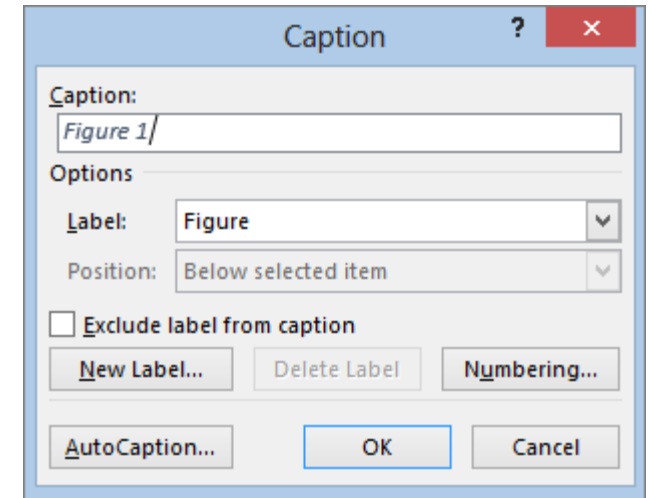 Caption ? ×
Caption:
Figure 1
Options
Label: Figure
Position: Below selected item
Exclude label from caption
New Label... Delete Label Numbering...
AutoCaption... OK Cancel